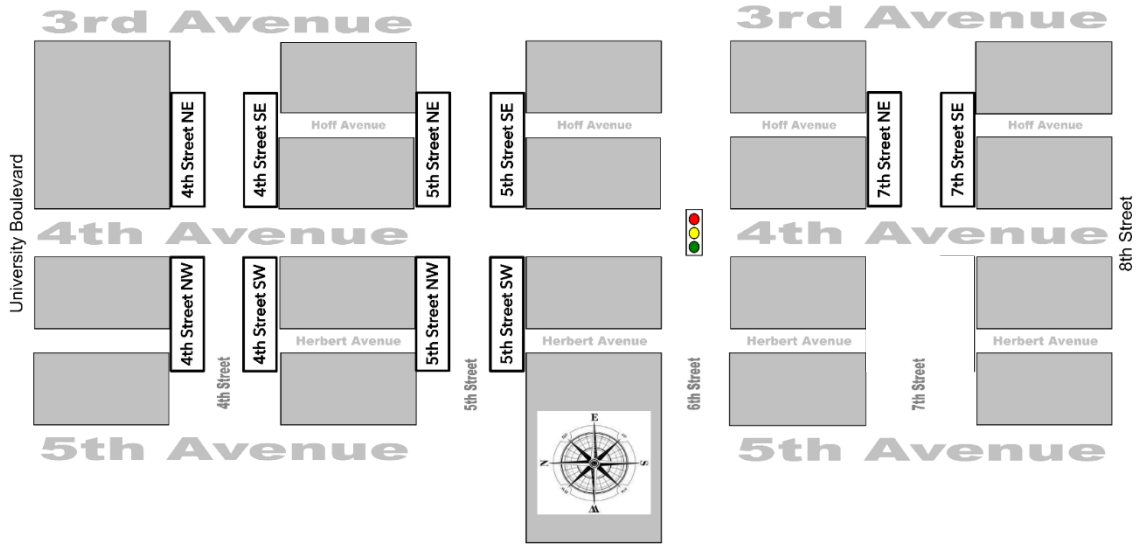 3rd Avenue
3rd Avenue
4th Street NE
4th Street SE
Hoff Avenue
5th Street NE
5th Street SE
Hoff Avenue
Hoff Avenue
7th Street NE
7th Street SE
Hoff Avenue
University Boulevard
4th Avenue
4th Avenue
8th Street
4th Street NW
4th Street SW
Herbert Avenue
5th Street NW
5th Street SW
Herbert Avenue
Herbert Avenue
Herbert Avenue
4th Street
5th Street
6th Street
7th Street
5th Avenue
5th Avenue
E
N
S
W